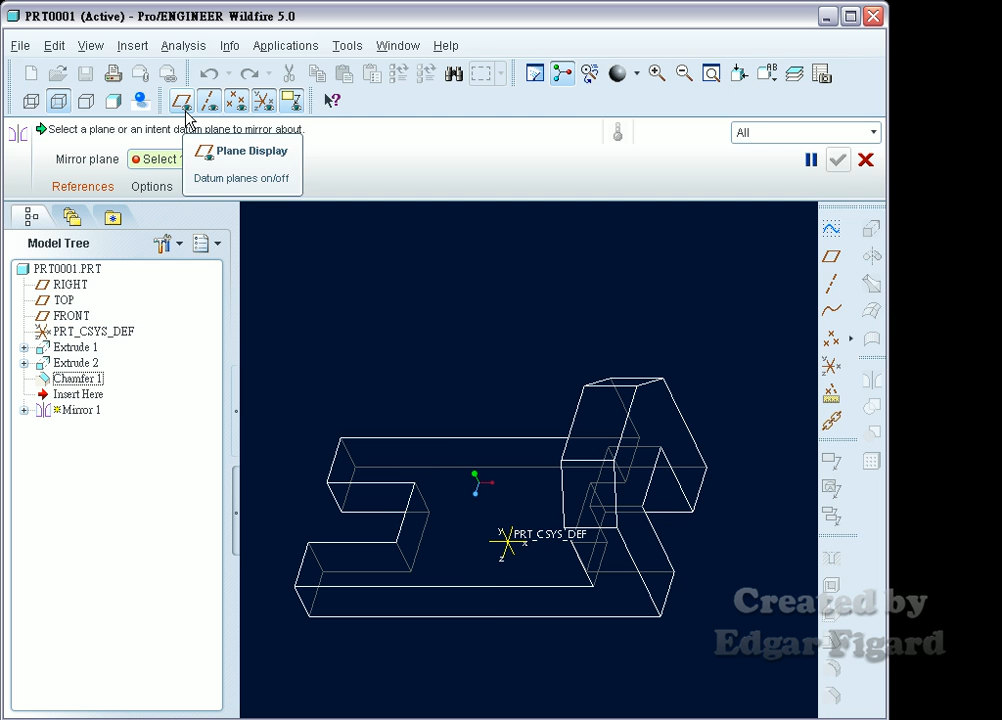 PRT0001 (Active) - Pro/ENGINEER Wildfire 5.0
File Edit View Insert Analysis Info Applications Tools Window Help
Select a plane or an intent datum plane to mirror about.
All
Mirror plane
Select
Plane Display
Datum planes on/off
References
Options
Model Tree
PRT0001.PRT
RIGHT
TOP
FRONT
PRT_CSYS_DEF
Extrude 1
Extrude 2
Chamfer 1
Insert Here
Mirror 1
y
PRT_CSYS_DEF
x
z
Created by
Edgar Figard